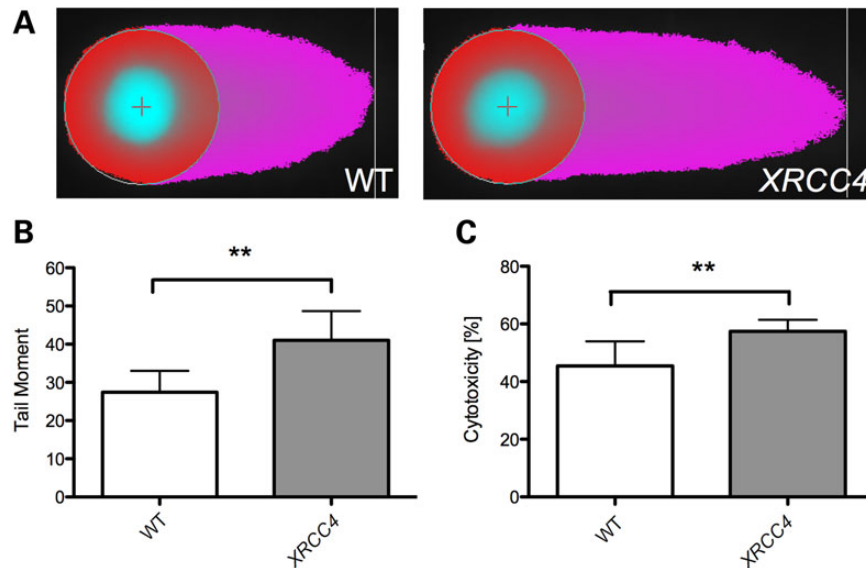 A
WT
XRCC4
B
**
60
50
40
30
20
10
0
Tail Moment
WT
XRCC4
C
**
80
60
40
20
0
Cytotoxicity [%]
WT
XRCC4